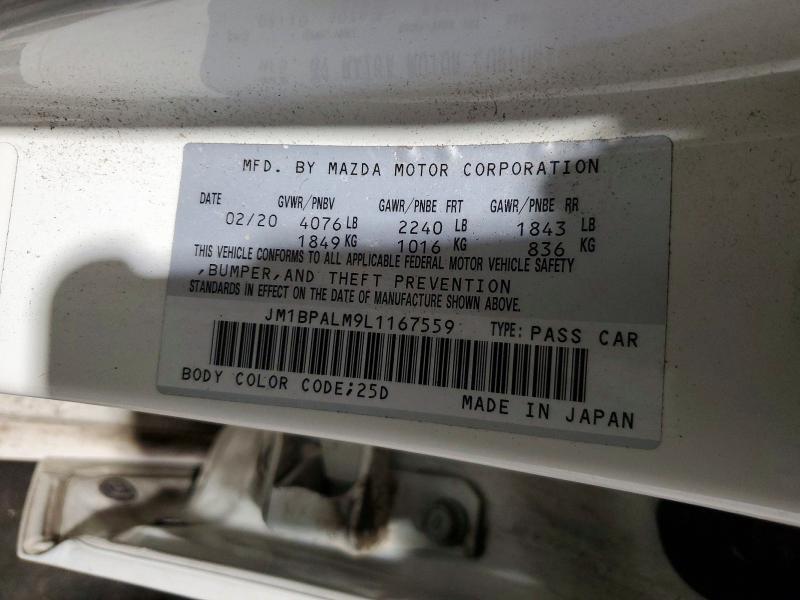 MFD. BY MAZDA MOTOR CORPORATION
DATE GVWR/PNBV GAWR/PNBE FRT GAWR/PNBE RR
02/20 4076 LB 2240 LB 1843 LB
1849 KG 1016 KG 836 KG
THIS VEHICLE CONFORMS TO ALL APPLICABLE FEDERAL MOTOR VEHICLE SAFETY
,BUMPER,AND THEFT PREVENTION
STANDARDS IN EFFECT ON THE DATE OF MANUFACTURE SHOWN ABOVE.
JM1BPALM9L1167559 TYPE: PASS CAR
BODY COLOR CODE;25D
MADE IN JAPAN